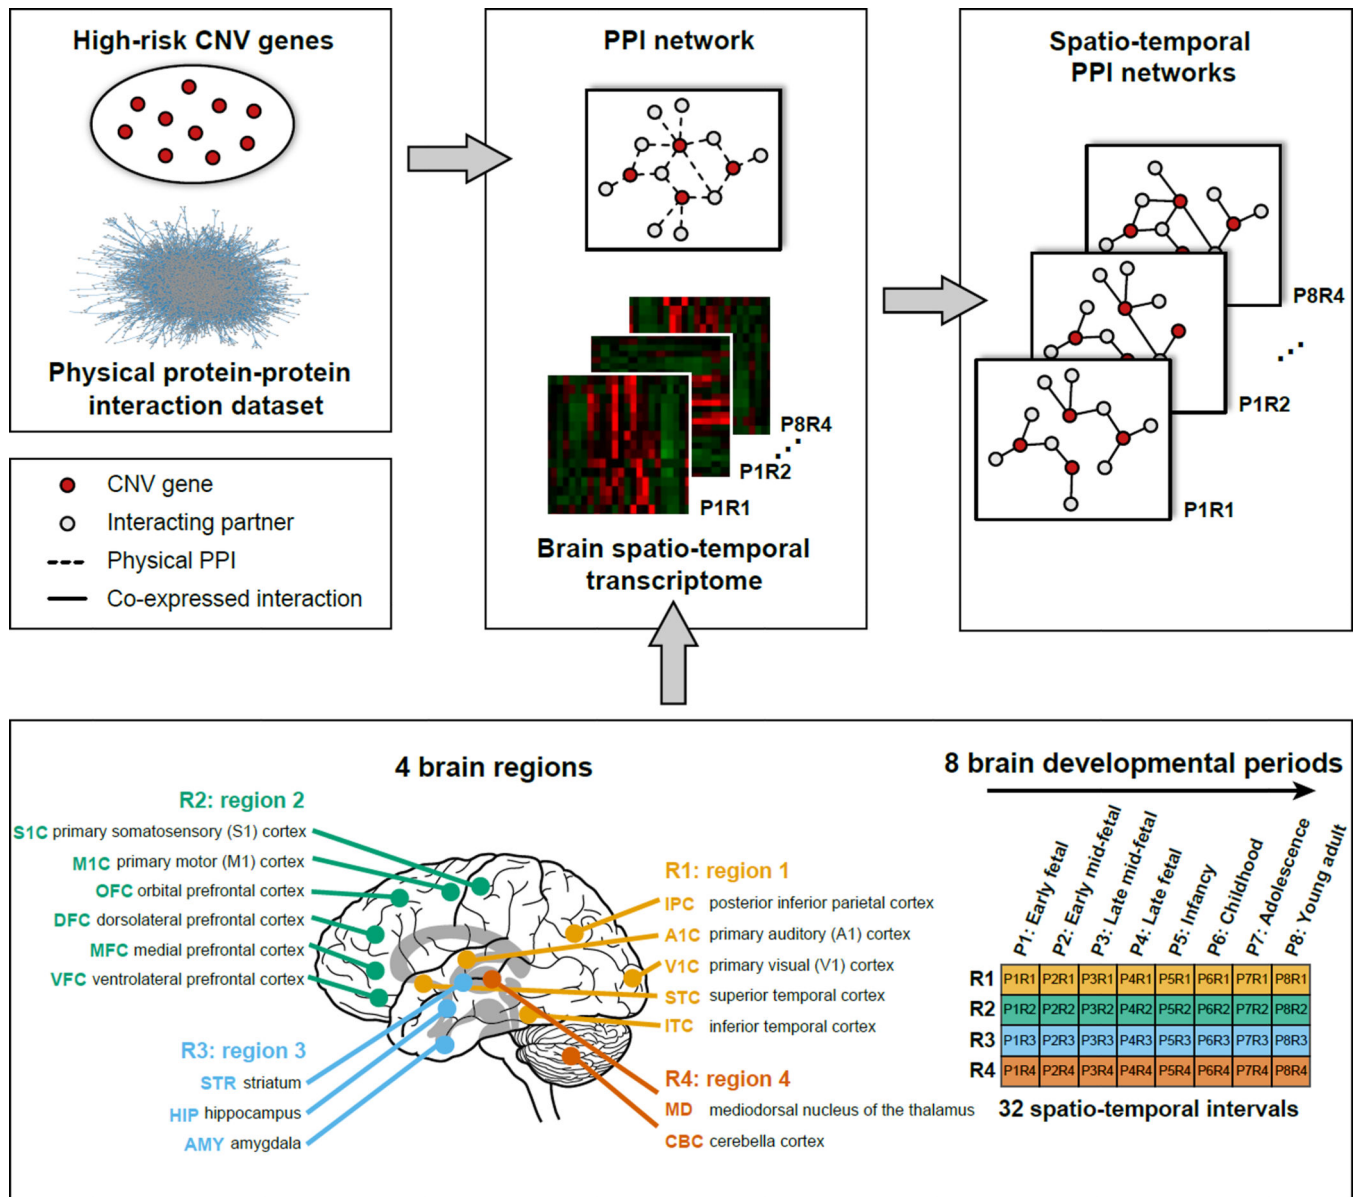 High-risk CNV genes
Physical protein-protein
interaction dataset
CNV gene
Interacting partner
Physical PPI
Co-expressed interaction
PPI network
P8R4
P1R2
P1R1
Brain spatio-temporal
transcriptome
Spatio-temporal
PPI networks
P8R4
P1R2
P1R1
4 brain regions
R2: region 2
S1C primary somatosensory (S1) cortex
M1C primary motor (M1) cortex
OFC orbital prefrontal cortex
DFC dorsolateral prefrontal cortex
MFC medial prefrontal cortex
VFC ventrolateral prefrontal cortex
R3: region 3
STR striatum
HIP hippocampus
AMY amygdala
R1: region 1
IPC posterior inferior parietal cortex
A1C primary auditory (A1) cortex
V1C primary visual (V1) cortex
STC superior temporal cortex
ITC inferior temporal cortex
R4: region 4
MD mediodorsal nucleus of the thalamus
CBC cerebella cortex
8 brain developmental periods
P1: Early fetal
P2: Early mid-fetal
P3: Late mid-fetal
P4: Late fetal
P5: Infancy
P6: Childhood
P7: Adolescence
P8: Young adult
R1 P1R1 P2R1 P3R1 P4R1 P5R1 P6R1 P7R1 P8R1
R2 P1R2 P2R2 P3R2 P4R2 P5R2 P6R2 P7R2 P8R2
R3 P1R3 P2R3 P3R3 P4R3 P5R3 P6R3 P7R3 P8R3
R4 P1R4 P2R4 P3R4 P4R4 P5R4 P6R4 P7R4 P8R4
32 spatio-temporal intervals